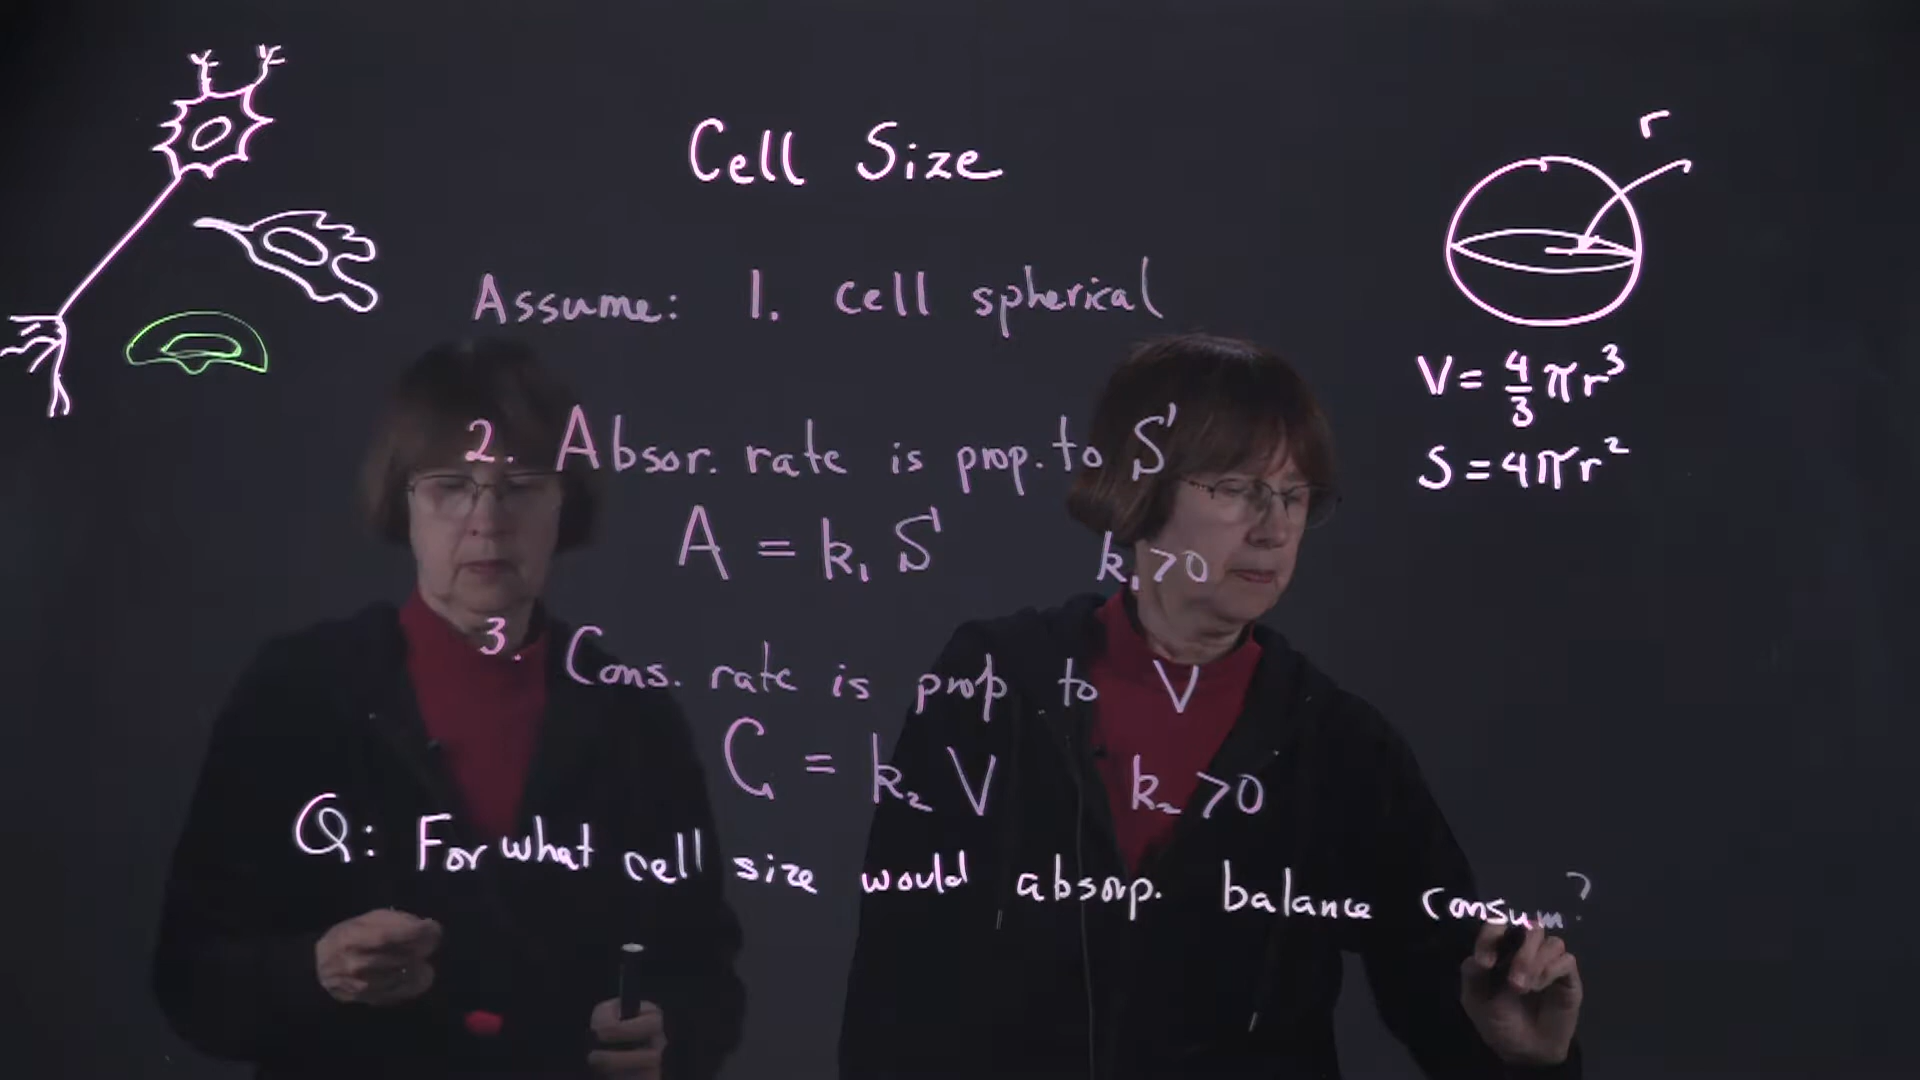 Cell Size
r
Assume: 1. cell spherical
V = 4/3 πr³
S = 4πr²
2. Absor. rate is prop. to S
A = k₁ S k₁ > 0
3. Cons. rate is prop to V
C = k₂ V k₂ > 0
Q: For what cell size would absorp. balance consum?